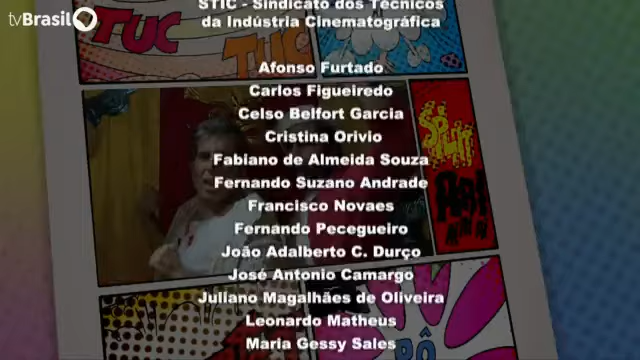 tvBrasil
STIC - Sindicato dos Técnicos
da Indústria Cinematográfica
TUC
TUC
Afonso Furtado
Carlos Figueiredo
Celso Belfort Garcia
Cristina Orivio
Fabiano de Almeida Souza
Fernando Suzano Andrade
Francisco Novaes
Fernando Pecegueiro
João Adalberto C. Durço
José Antonio Camargo
Juliano Magalhães de Oliveira
Leonardo Matheus
Maria Gessy Sales